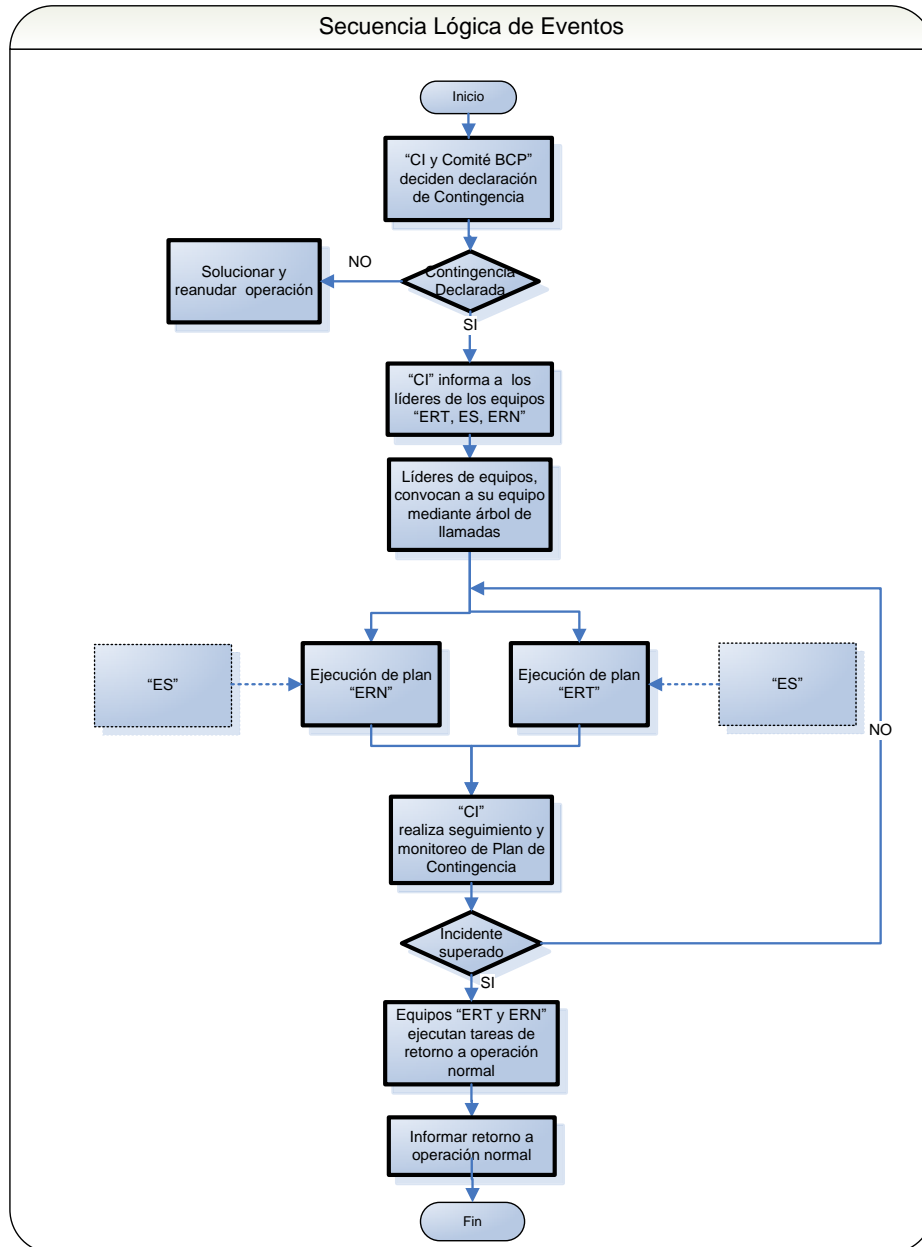 Secuencia Lógica de Eventos
Inicio
“CI y Comité BCP”
deciden declaración
de Contingencia
Contingencia
Declarada
NO
Solucionar y
reanudar operación
SI
“CI” informa a los
líderes de los equipos
“ERT, ES, ERN”
Líderes de equipos,
convocan a su equipo
mediante árbol de
llamadas
“ES”
Ejecución de plan
“ERN”
Ejecución de plan
“ERT”
“ES”
NO
“CI”
realiza seguimiento y
monitoreo de Plan de
Contingencia
Incidente
superado
SI
Equipos “ERT y ERN”
ejecutan tareas de
retorno a operación
normal
Informar retorno a
operación normal
Fin